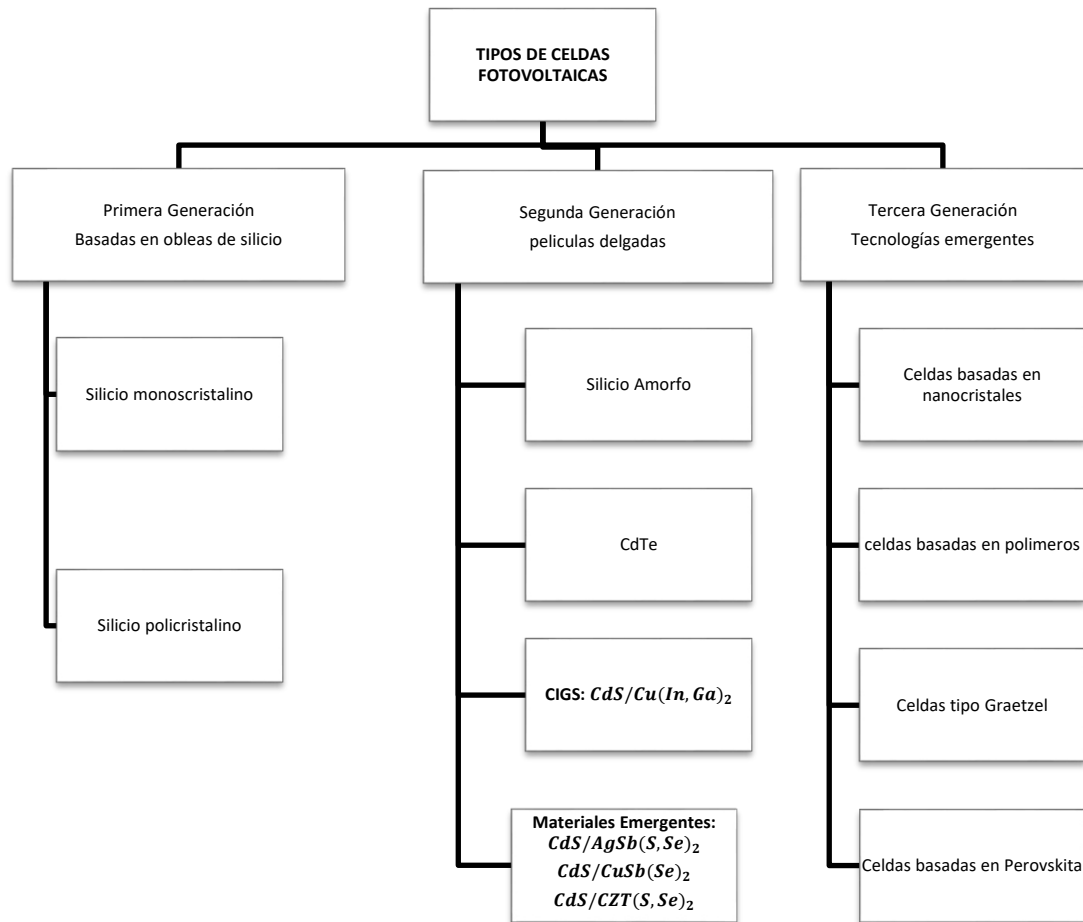 TIPOS DE CELDAS
FOTOVOLTAICAS
Primera Generación
Basadas en obleas de silicio
Silicio monoscristalino
Silicio policristalino
Segunda Generación
peliculas delgadas
Silicio Amorfo
CdTe
CIGS: CdS/Cu(In, Ga)₂
Materiales Emergentes:
CdS/AgSb(S, Se)₂
CdS/CuSb(Se)₂
CdS/CZT(S, Se)₂
Tercera Generación
Tecnologías emergentes
Celdas basadas en
nanocristales
celdas basadas en polimeros
Celdas tipo Graetzel
Celdas basadas en Perovskita